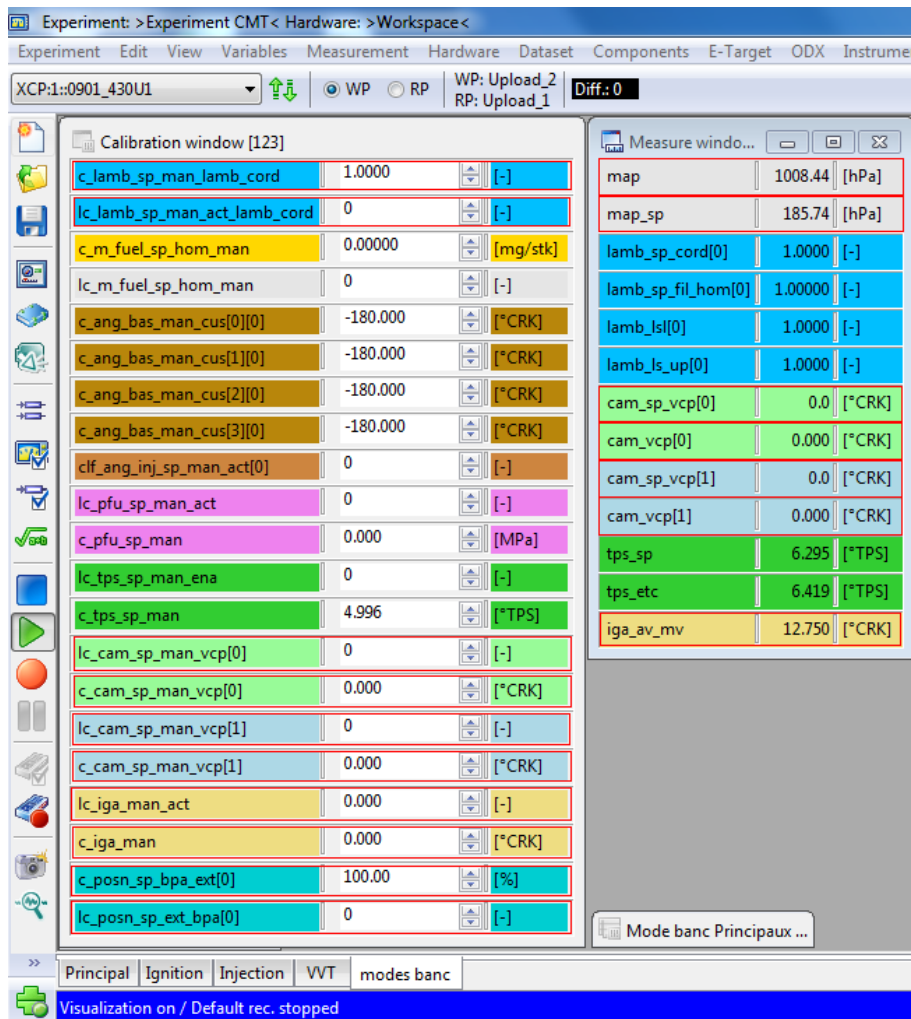 Experiment: >Experiment CMT< Hardware: >Workspace<
Experiment Edit View Variables Measurement Hardware Dataset Components E-Target ODX Instrume
XCP:1::0901_430U1 WP RP WP: Upload_2 Diff.: 0
RP: Upload_1
Calibration window [123]
c_lamb_sp_man_lamb_cord 1.0000 [-]
lc_lamb_sp_man_act_lamb_cord 0 [-]
c_m_fuel_sp_hom_man 0.00000 [mg/stk]
lc_m_fuel_sp_hom_man 0 [-]
c_ang_bas_man_cus[0][0] -180.000 [°CRK]
c_ang_bas_man_cus[1][0] -180.000 [°CRK]
c_ang_bas_man_cus[2][0] -180.000 [°CRK]
c_ang_bas_man_cus[3][0] -180.000 [°CRK]
clf_ang_inj_sp_man_act[0] 0 [-]
lc_pfu_sp_man_act 0 [-]
c_pfu_sp_man 0.000 [MPa]
lc_tps_sp_man_ena 0 [-]
c_tps_sp_man 4.996 [°TPS]
lc_cam_sp_man_vcp[0] 0 [-]
c_cam_sp_man_vcp[0] 0.000 [°CRK]
lc_cam_sp_man_vcp[1] 0 [-]
c_cam_sp_man_vcp[1] 0.000 [°CRK]
lc_iga_man_act 0.000 [-]
c_iga_man 0.000 [°CRK]
c_posn_sp_bpa_ext[0] 100.00 [%]
lc_posn_sp_ext_bpa[0] 0 [-]
Measure windo...
map 1008.44 [hPa]
map_sp 185.74 [hPa]
lamb_sp_cord[0] 1.0000 [-]
lamb_sp_fil_hom[0] 1.00000 [-]
lamb_lsl[0] 1.0000 [-]
lamb_ls_up[0] 1.0000 [-]
cam_sp_vcp[0] 0.0 [°CRK]
cam_vcp[0] 0.000 [°CRK]
cam_sp_vcp[1] 0.0 [°CRK]
cam_vcp[1] 0.000 [°CRK]
tps_sp 6.295 [°TPS]
tps_etc 6.419 [°TPS]
iga_av_mv 12.750 [°CRK]
Mode banc Principaux ...
Principal Ignition Injection VVT modes banc
Visualization on / Default rec. stopped